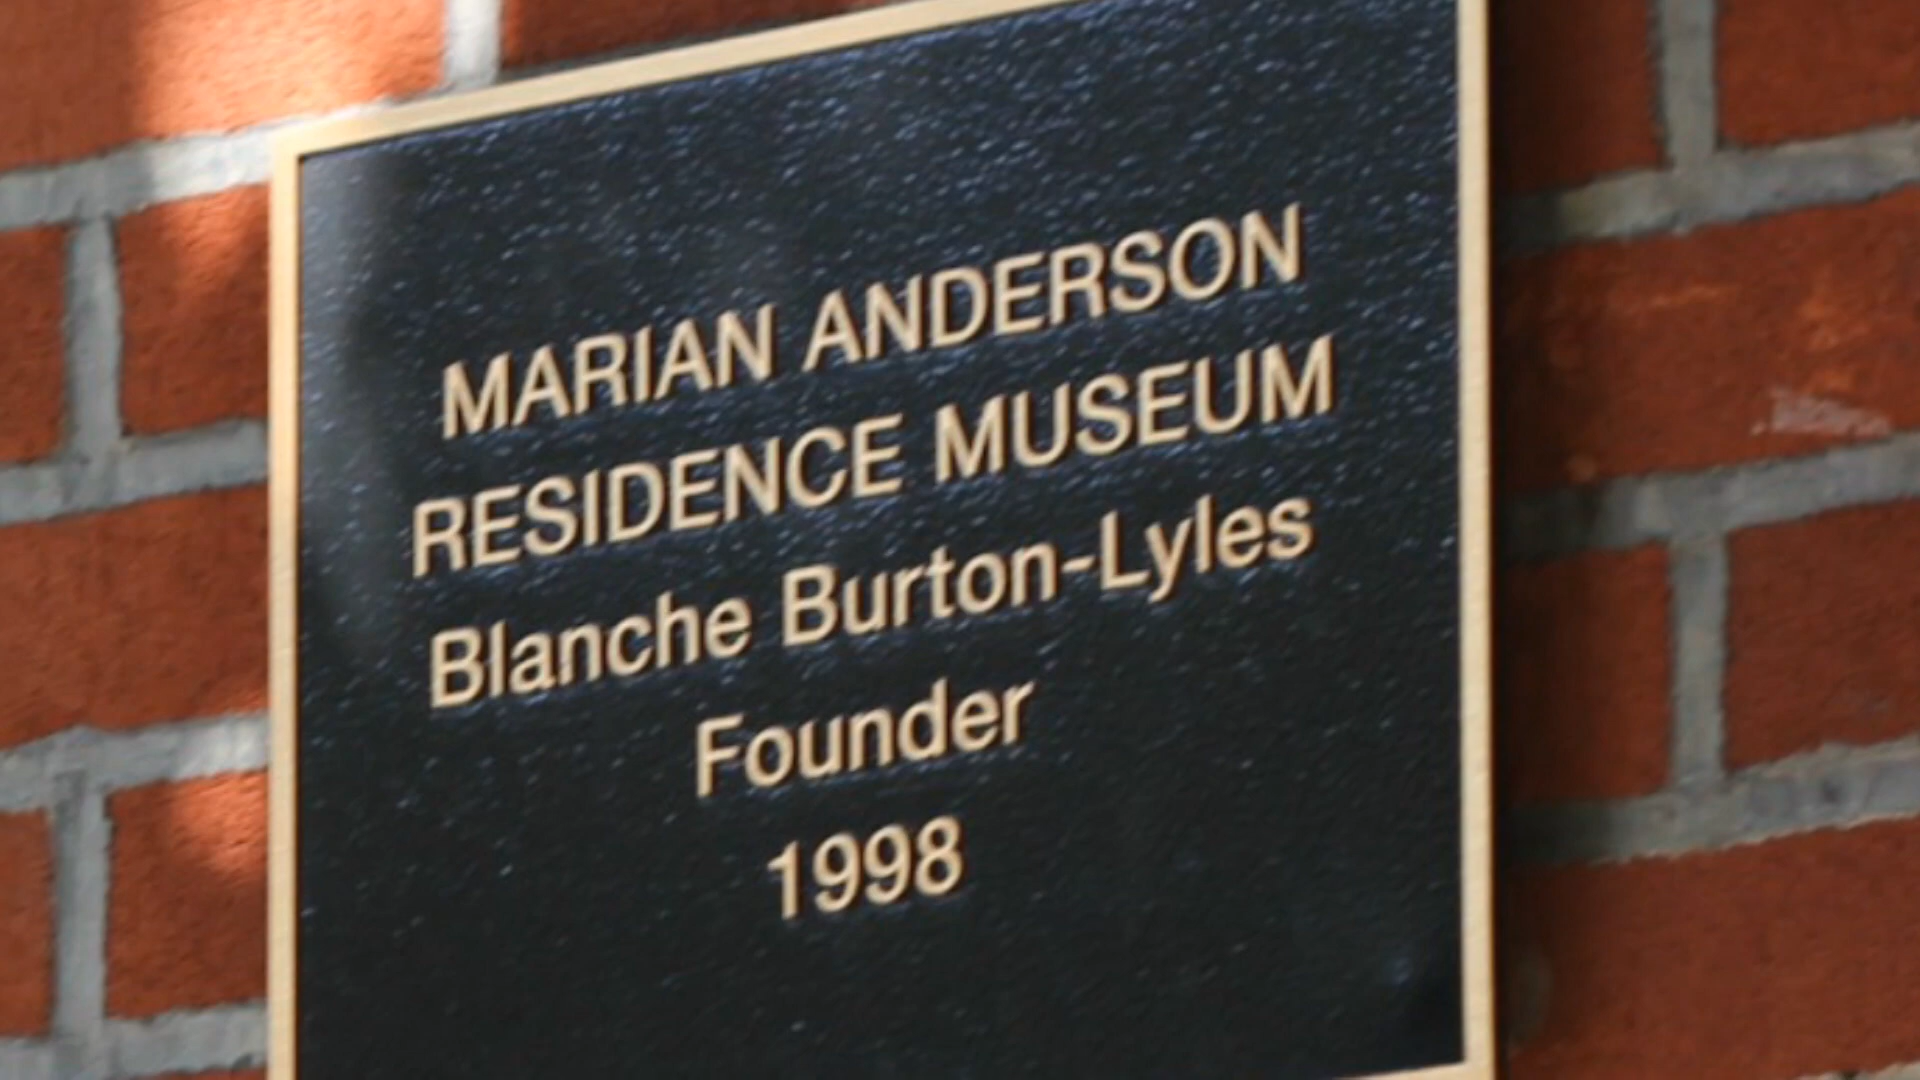 MARIAN ANDERSON
RESIDENCE MUSEUM
Blanche Burton-Lyles
Founder
1998